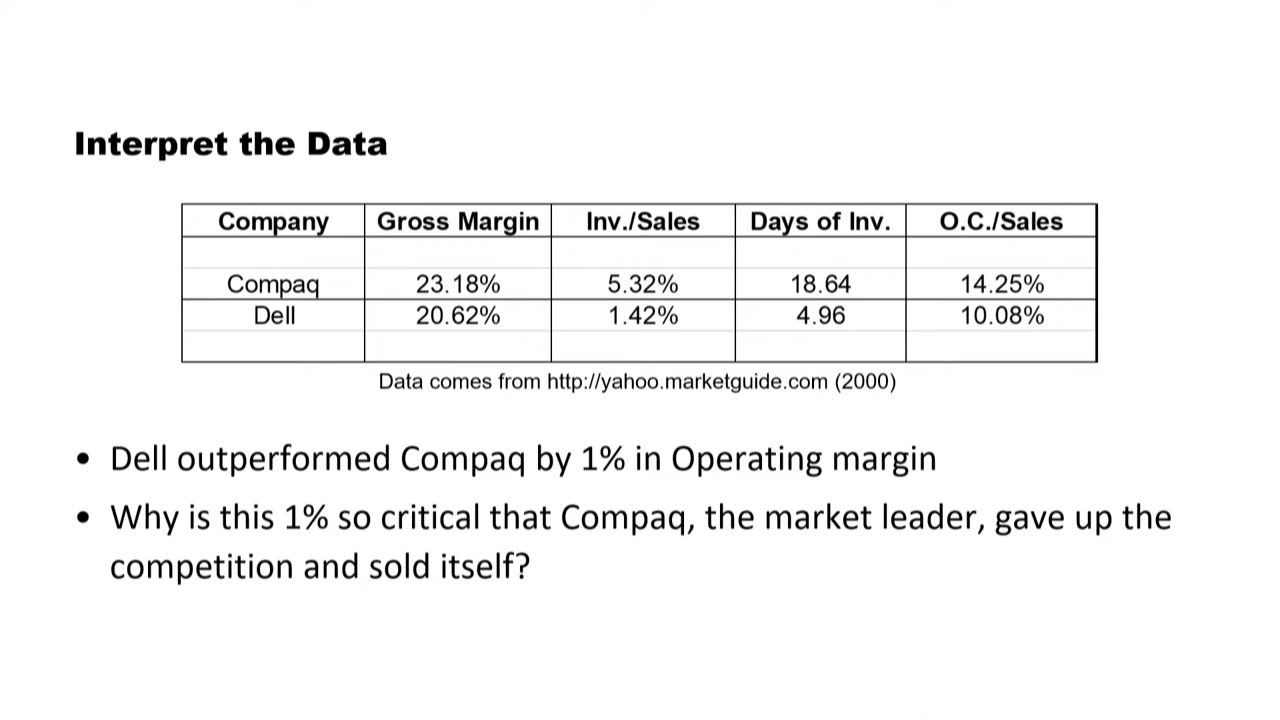 Interpret the Data
Company Gross Margin Inv./Sales Days of Inv. O.C./Sales
Compaq 23.18% 5.32% 18.64 14.25%
Dell 20.62% 1.42% 4.96 10.08%
Data comes from http://yahoo.marketguide.com (2000)
• Dell outperformed Compaq by 1% in Operating margin
• Why is this 1% so critical that Compaq, the market leader, gave up the
competition and sold itself?